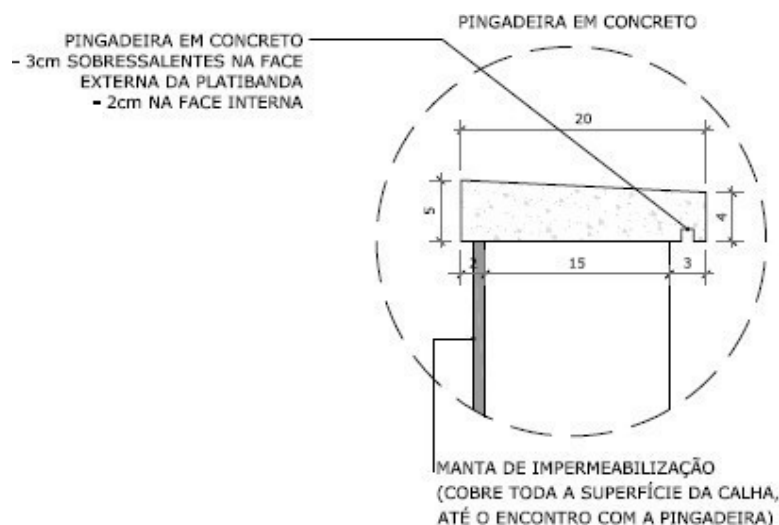 PINGADEIRA EM CONCRETO
PINGADEIRA EM CONCRETO
- 3cm SOBRESSALENTES NA FACE
EXTERNA DA PLATIBANDA
- 2cm NA FACE INTERNA
20
5
4
2
15
3
MANTA DE IMPERMEABILIZAÇÃO
(COBRE TODA A SUPERFÍCIE DA CALHA,
ATÉ O ENCONTRO COM A PINGADEIRA)